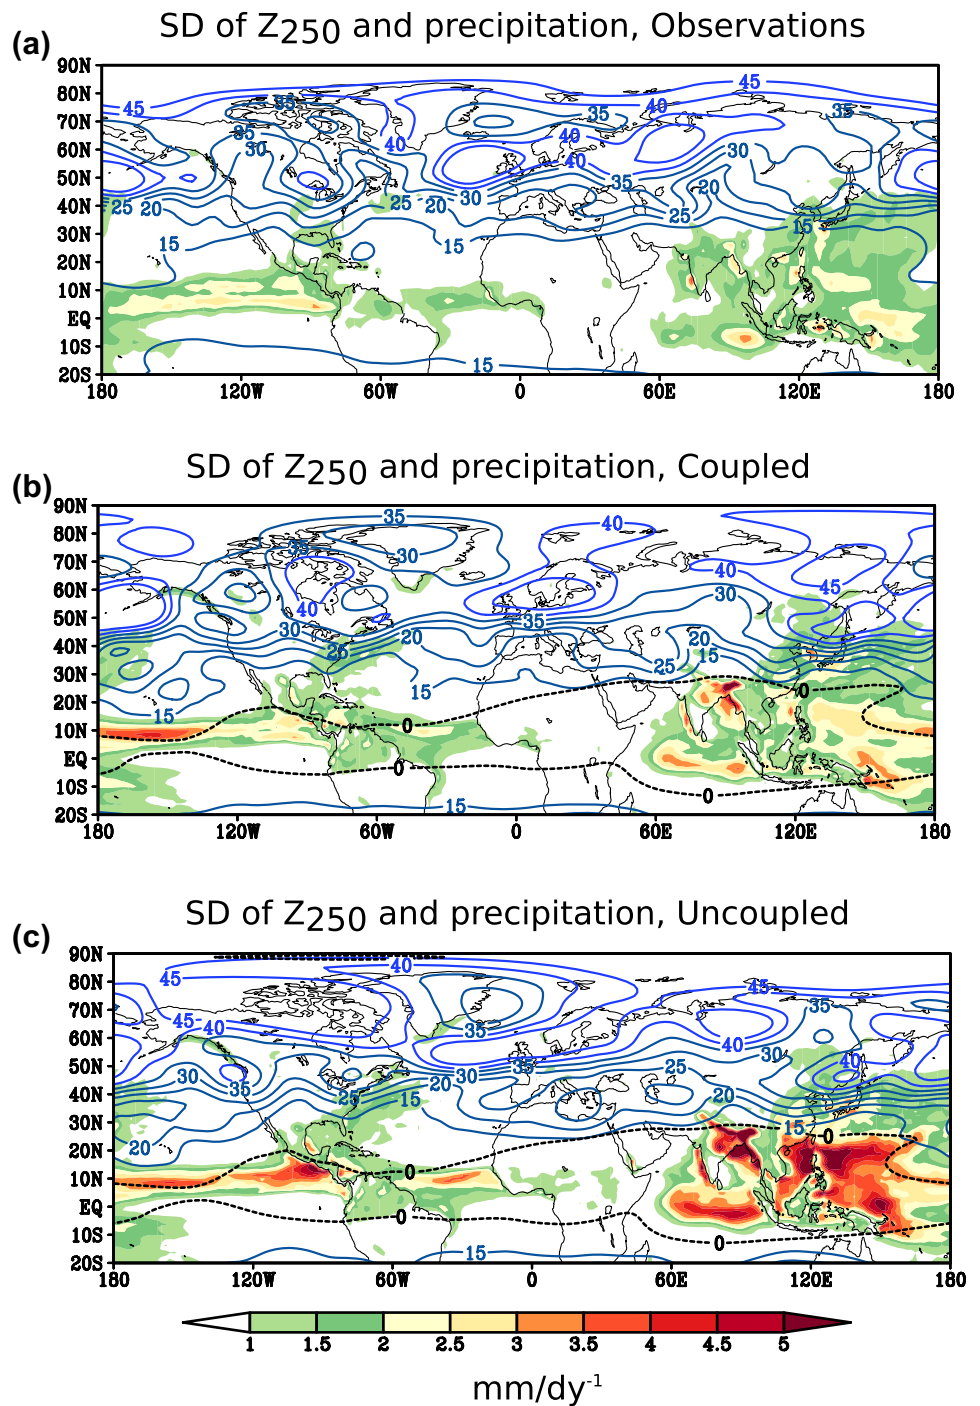 (a)
SD of Z250 and precipitation, Observations
90N
80N
70N
60N
50N
40N
30N
20N
10N
EQ
10S
20S
180 120W 60W 0 60E 120E 180
45 35 45 40 35
35 40 40
30 40 30
35 20
25 20 25 20 30 25
15 15 15
15
(b)
SD of Z250 and precipitation, Coupled
90N
80N
70N
60N
50N
40N
30N
20N
10N
EQ
10S
20S
180 120W 60W 0 60E 120E 180
35 40
35 30 40
40 45
30 35 30
25 20 20
15 25 15
15 0
0
0 0
15
(c)
SD of Z250 and precipitation, Uncoupled
90N
80N
70N
60N
50N
40N
30N
20N
10N
EQ
10S
20S
180 120W 60W 0 60E 120E 180
45 40 45 35
45 40 35 40 30
30 35 25 20 30 35 25 40
15 20
20 15 0
0
0 0
15
1 1.5 2 2.5 3 3.5 4 4.5 5
mm/dy-1